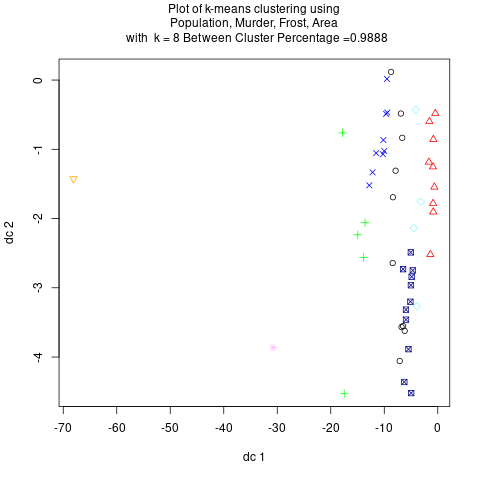 Plot of k-means clustering using
Population, Murder, Frost, Area
with k = 8 Between Cluster Percentage =0.9888
0
-1
-2
-3
-4
dc 2
-70 -60 -50 -40 -30 -20 -10 0
dc 1